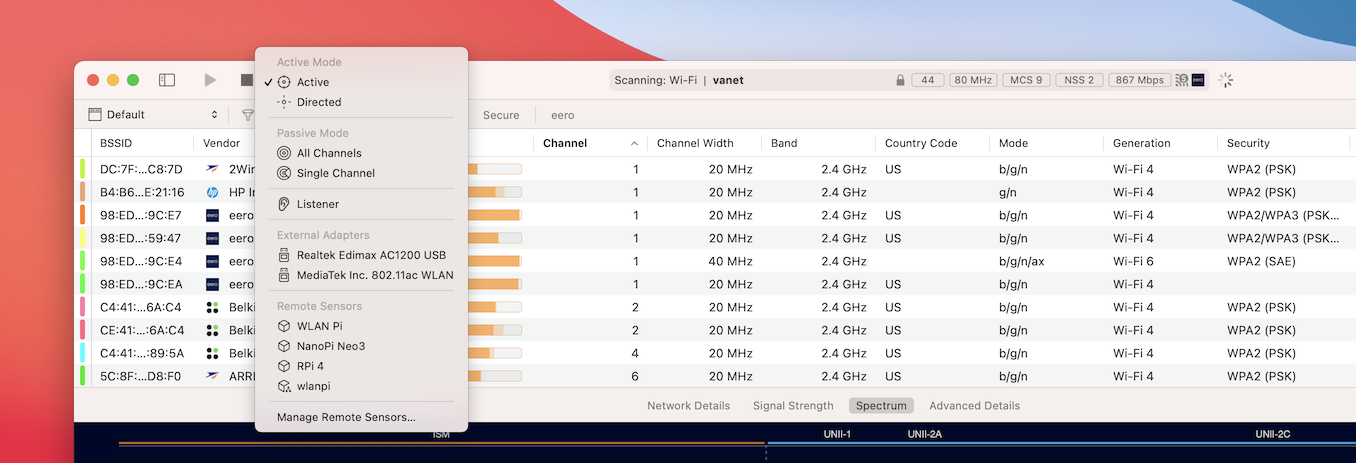 Active Mode
Active
Directed
Passive Mode
All Channels
Single Channel
Listener
External Adapters
Realtek Edimax AC1200 USB
MediaTek Inc. 802.11ac WLAN
Remote Sensors
WLAN Pi
NanoPi Neo3
RPi 4
wlanpi
Manage Remote Sensors...
Scanning: Wi-Fi | vanet 44 80 MHz MCS 9 NSS 2 867 Mbps
Default Secure eero
BSSID Vendor Channel Channel Width Band Country Code Mode Generation Security
DC:7F:...C8:7D 2Wir 1 20 MHz 2.4 GHz US b/g/n Wi-Fi 4 WPA2 (PSK)
B4:B6...E:21:16 HP In 1 20 MHz 2.4 GHz g/n Wi-Fi 4 WPA2 (PSK)
98:ED...:9C:E7 eero 1 20 MHz 2.4 GHz US b/g/n Wi-Fi 4 WPA2/WPA3 (PSK...
98:ED...:59:47 eero 1 20 MHz 2.4 GHz US b/g/n Wi-Fi 4 WPA2/WPA3 (PSK...
98:ED...:9C:E4 eero 1 40 MHz 2.4 GHz b/g/n/ax Wi-Fi 6 WPA2 (SAE)
98:ED...:9C:EA eero 1 20 MHz 2.4 GHz US b/g/n Wi-Fi 4
C4:41:...6A:C4 Belki 2 20 MHz 2.4 GHz US b/g/n Wi-Fi 4 WPA2 (PSK)
CE:41:...:6A:C4 Belki 2 20 MHz 2.4 GHz US b/g/n Wi-Fi 4 WPA2 (PSK)
C4:41:...:89:5A Belki 4 20 MHz 2.4 GHz US b/g/n Wi-Fi 4 WPA2 (PSK)
5C:8F:...D8:F0 ARRI 6 20 MHz 2.4 GHz US b/g/n Wi-Fi 4 WPA2 (PSK)
Network Details Signal Strength Spectrum Advanced Details
ISM UNII-1 UNII-2A UNII-2C